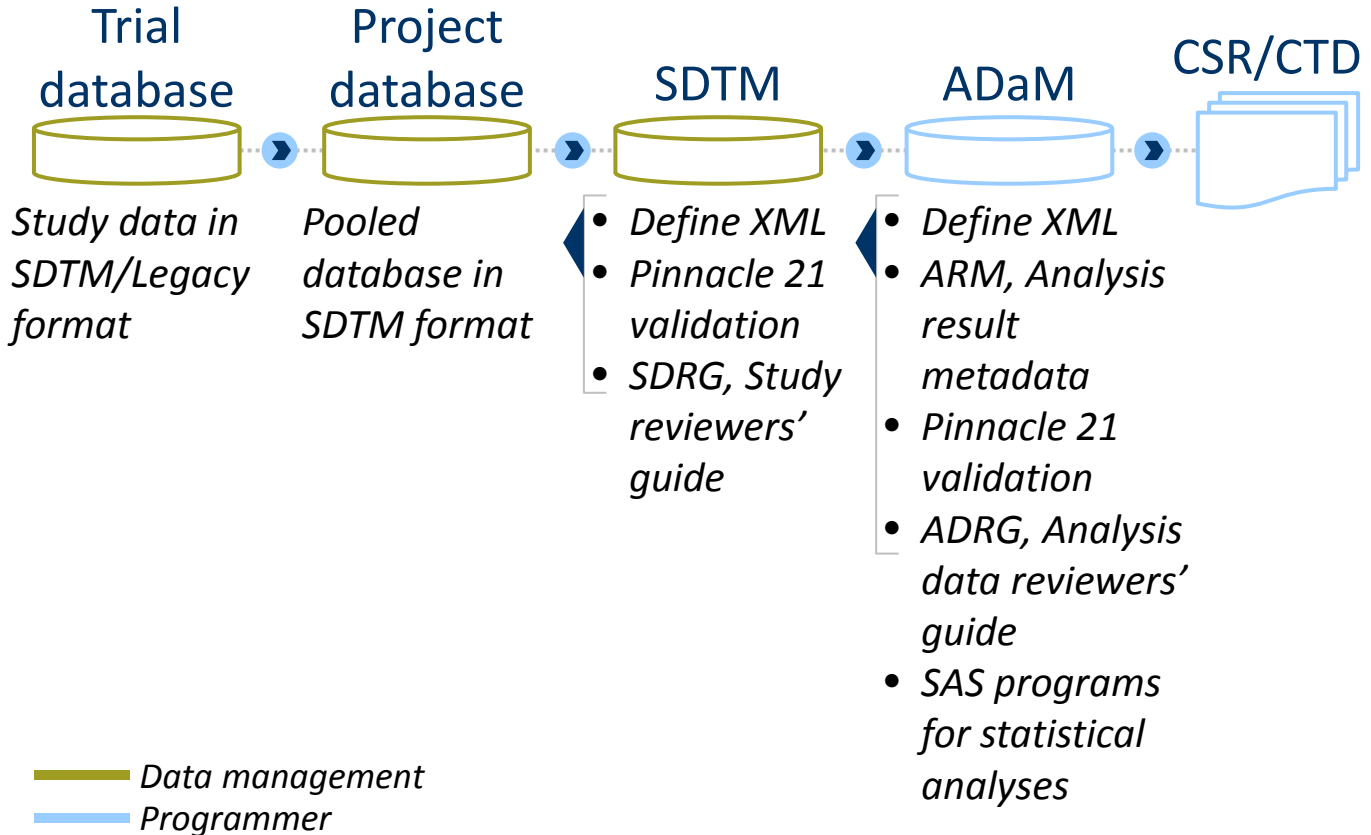 Trial
database
Project
database
SDTM
ADaM
CSR/CTD
Study data in
SDTM/Legacy
format
Pooled
database in
SDTM format
• Define XML
• Pinnacle 21
validation
• SDRG, Study
reviewers’
guide
• Define XML
• ARM, Analysis
result
metadata
• Pinnacle 21
validation
• ADRG, Analysis
data reviewers’
guide
• SAS programs
for statistical
analyses
Data management
Programmer